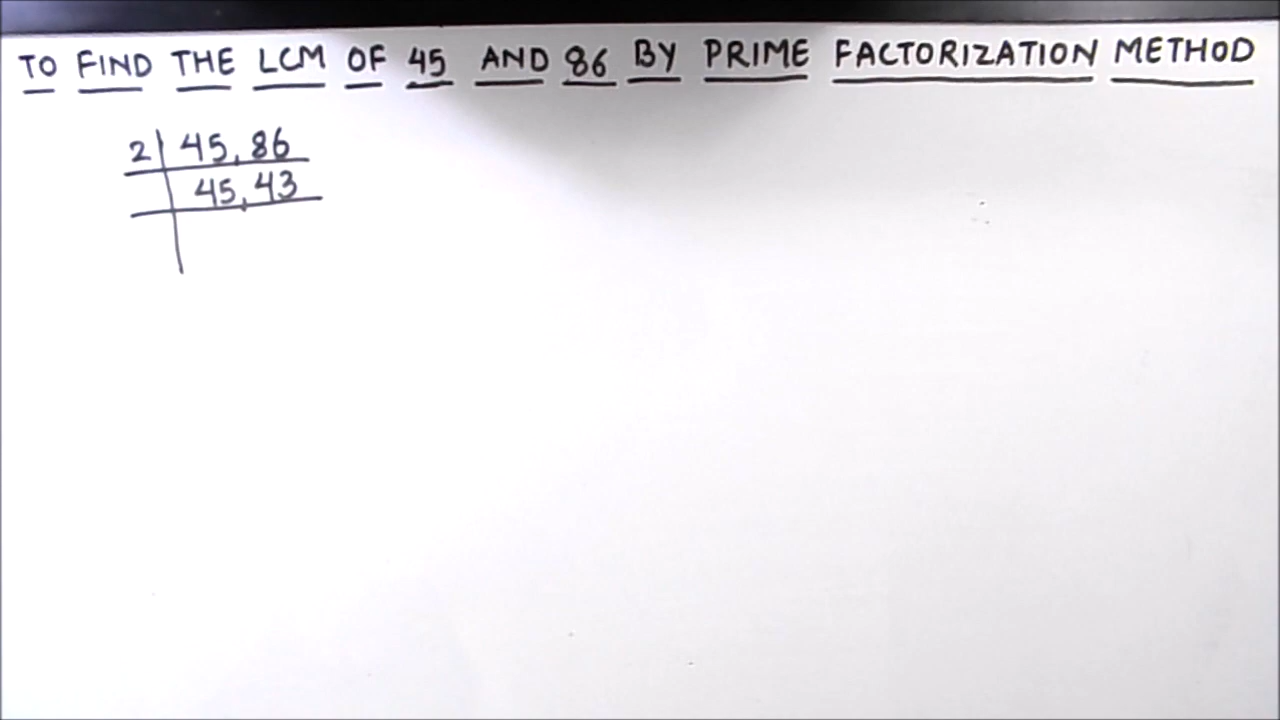 TO FIND THE LCM OF 45 AND 86 BY PRIME FACTORIZATION METHOD
2 | 45, 86
45, 43